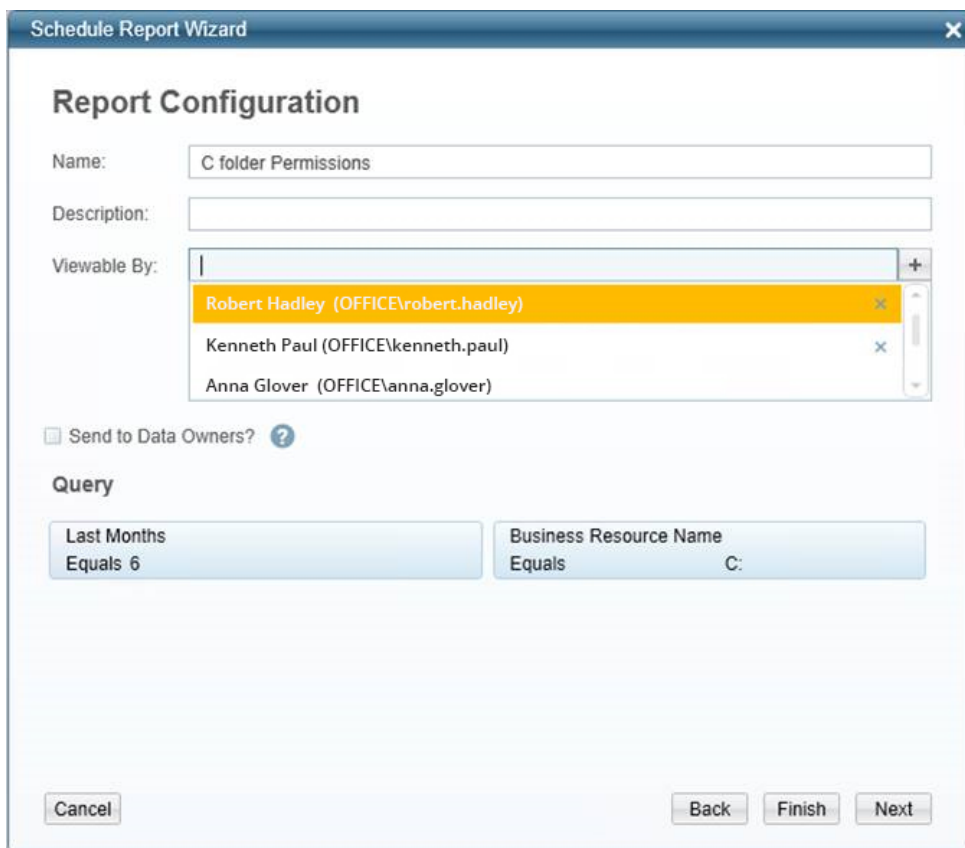 Schedule Report Wizard
Report Configuration
Name: C folder Permissions
Description:
Viewable By:
Robert Hadley (OFFICE\robert.hadley)
Kenneth Paul (OFFICE\kenneth.paul)
Anna Glover (OFFICE\anna.glover)
Send to Data Owners? ?
Query
Last Months
Equals 6
Business Resource Name
Equals C:
Cancel Back Finish Next